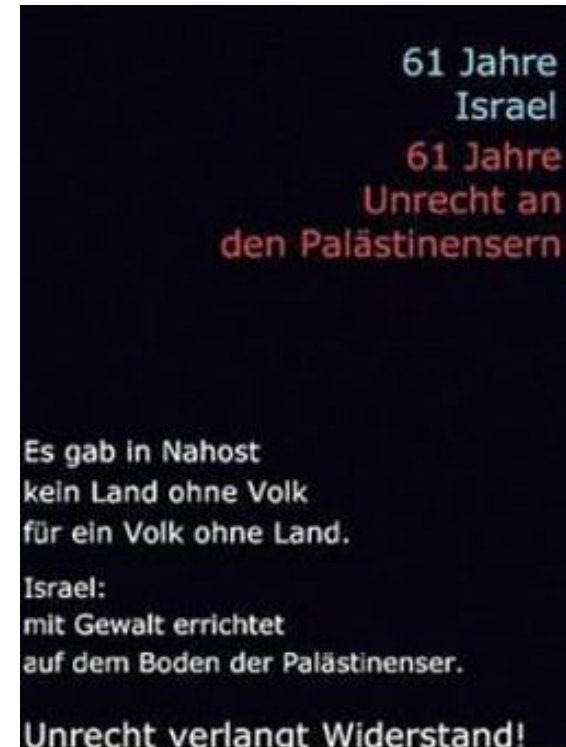 61 Jahre
Israel
61 Jahre
Unrecht an
den Palästinensern
Es gab in Nahost
kein Land ohne Volk
für ein Volk ohne Land.
Israel:
mit Gewalt errichtet
auf dem Boden der Palästinenser.
Unrecht verlangt Widerstand!